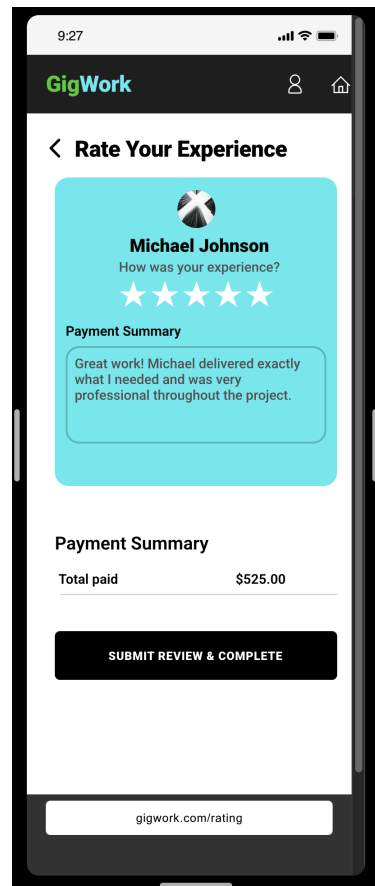 9:27
GigWork
Rate Your Experience
Michael Johnson
How was your experience?
Payment Summary
Great work! Michael delivered exactly
what I needed and was very
professional throughout the project.
Payment Summary
Total paid $525.00
SUBMIT REVIEW & COMPLETE
gigwork.com/rating